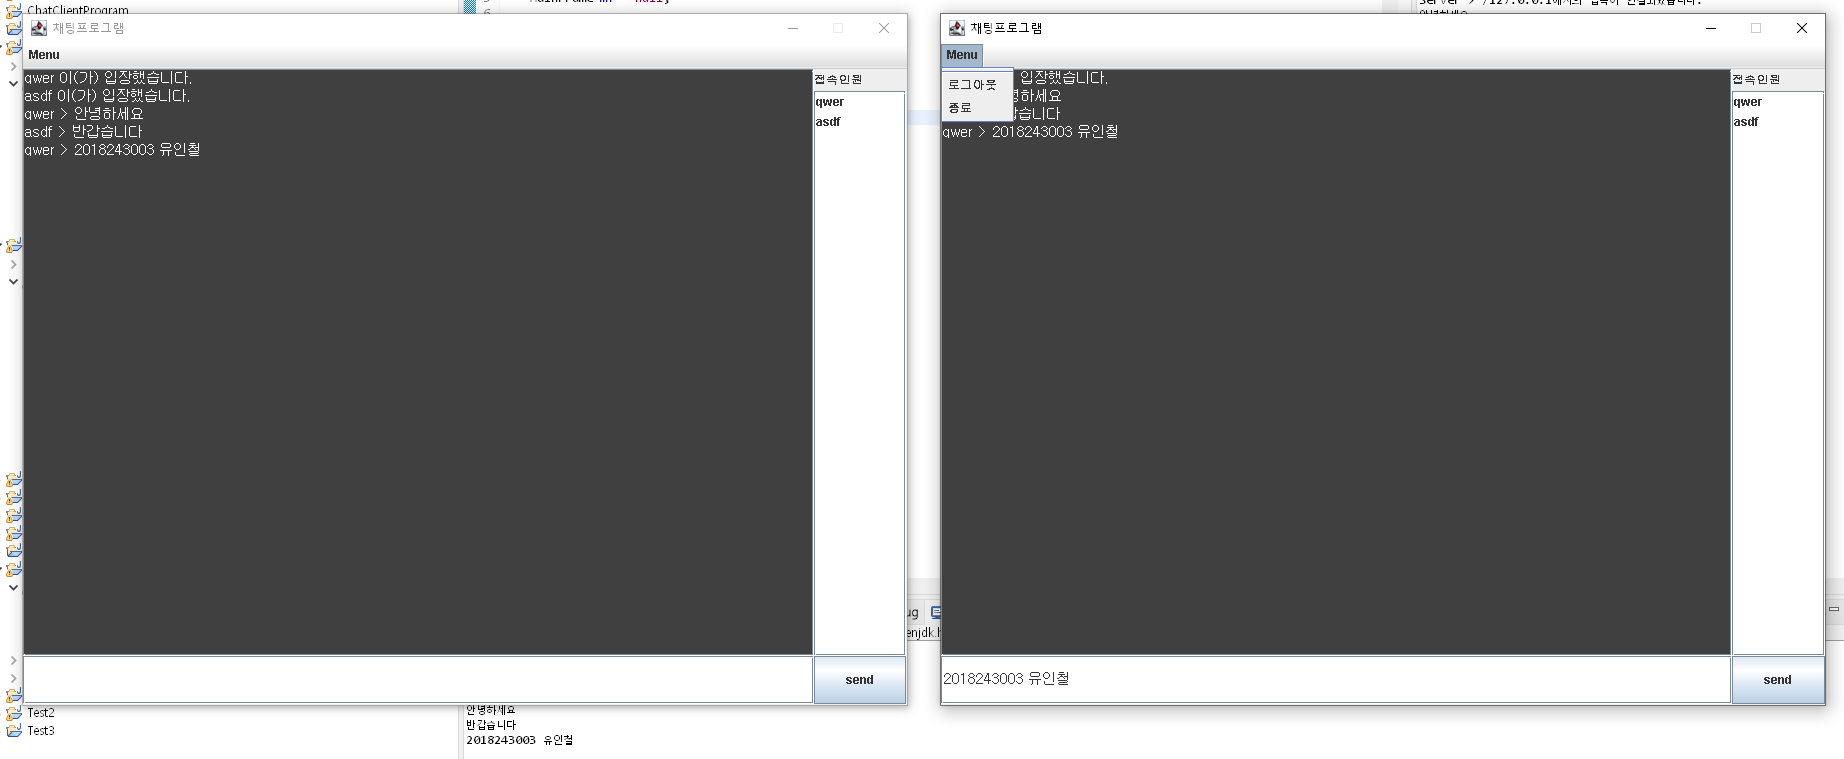 ChatClientProgram
채팅프로그램
Menu
qwer 이(가) 입장했습니다.
asdf 이(가) 입장했습니다.
qwer > 안녕하세요
asdf > 반갑습니다
qwer > 2018243003 유인철
접속인원
qwer
asdf
send
채팅프로그램
Menu
로그아웃
종료
입장했습니다.
하세요
갑습니다
qwer > 2018243003 유인철
접속인원
qwer
asdf
2018243003 유인철
send
ug
enjdk.h
Test2
Test3
안녕하세요
반갑습니다
2018243003 유인철